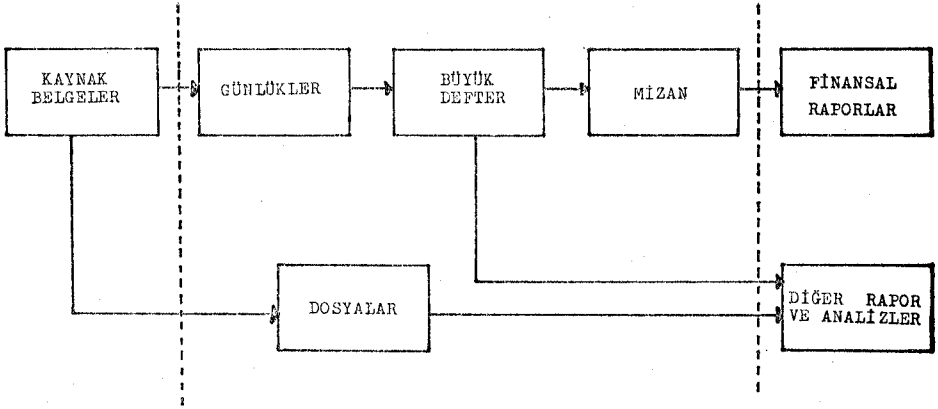 KAYNAK
BELGELER
GÜNLÜKLER
BÜYÜK
DEFTER
MİZAN
FİNANSAL
RAPORLAR
DOSYALAR
DİĞER RAPOR
VE ANALİZLER